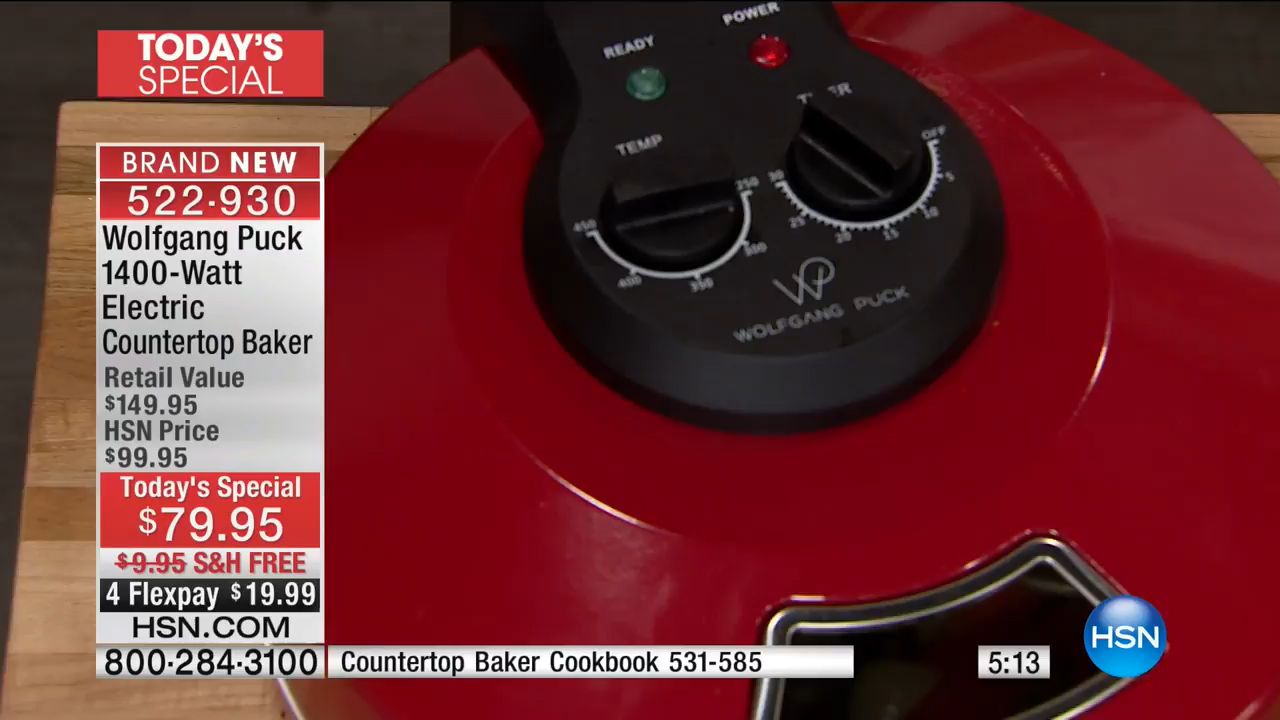 TODAY'S
SPECIAL
BRAND NEW
522·930
Wolfgang Puck
1400-Watt
Electric
Countertop Baker
Retail Value
$149.95
HSN Price
$99.95
Today's Special
$79.95
$9.95 S&H FREE
4 Flexpay $19.99
HSN.COM
800·284·3100
Countertop Baker Cookbook 531-585
5:13
HSN
POWER
READY
TEMP
250
300
350
400
450
OFF
5
10
15
20
25
30
WP
WOLFGANG PUCK